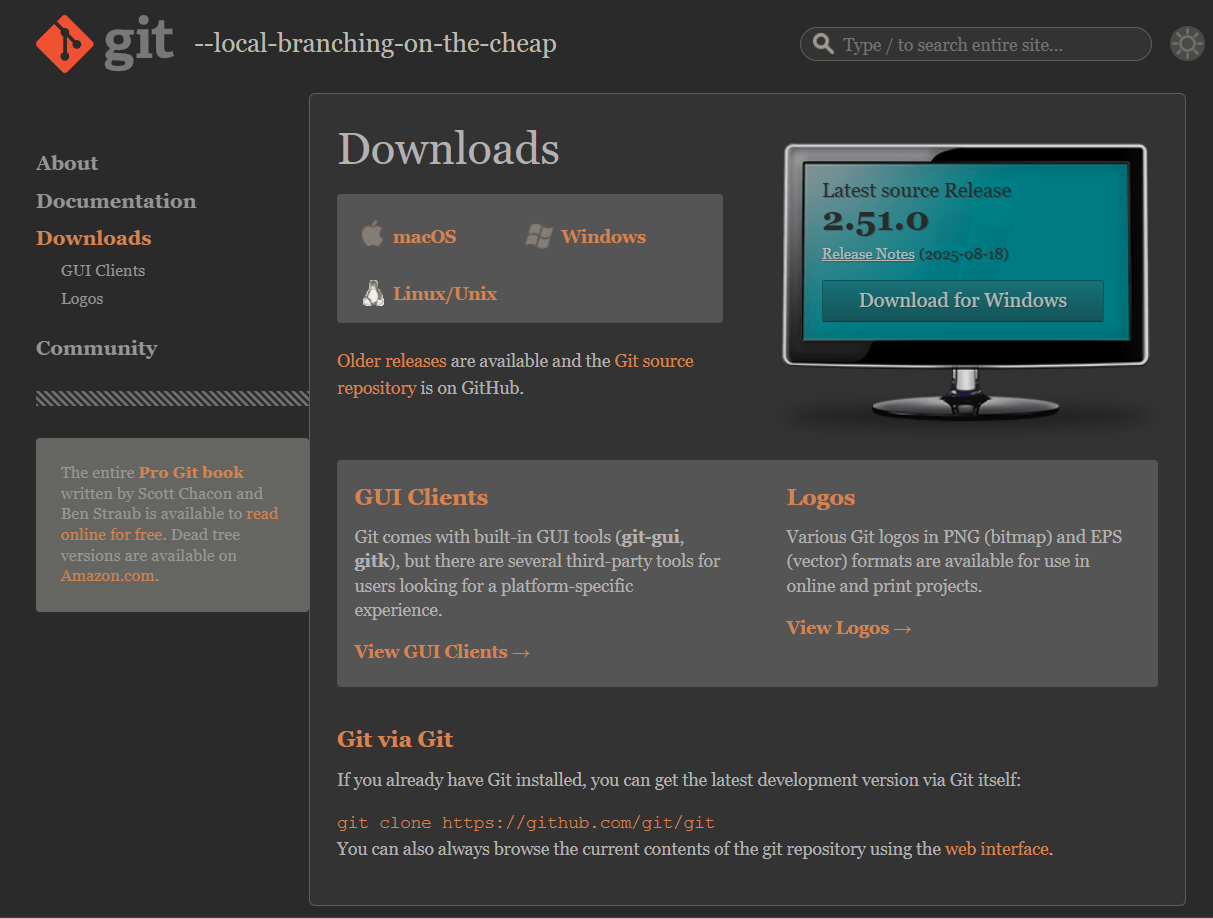 git --local-branching-on-the-cheap
Type / to search entire site...
About
Documentation
Downloads
GUI Clients
Logos
Community
The entire Pro Git book
written by Scott Chacon and
Ben Straub is available to read
online for free. Dead tree
versions are available on
Amazon.com.
Downloads
macOS
Windows
Linux/Unix
Older releases are available and the Git source
repository is on GitHub.
Latest source Release
2.51.0
Release Notes (2025-08-18)
Download for Windows
GUI Clients
Git comes with built-in GUI tools (git-gui,
gitk), but there are several third-party tools for
users looking for a platform-specific
experience.
View GUI Clients →
Logos
Various Git logos in PNG (bitmap) and EPS
(vector) formats are available for use in
online and print projects.
View Logos →
Git via Git
If you already have Git installed, you can get the latest development version via Git itself:
git clone https://github.com/git/git
You can also always browse the current contents of the git repository using the web interface.